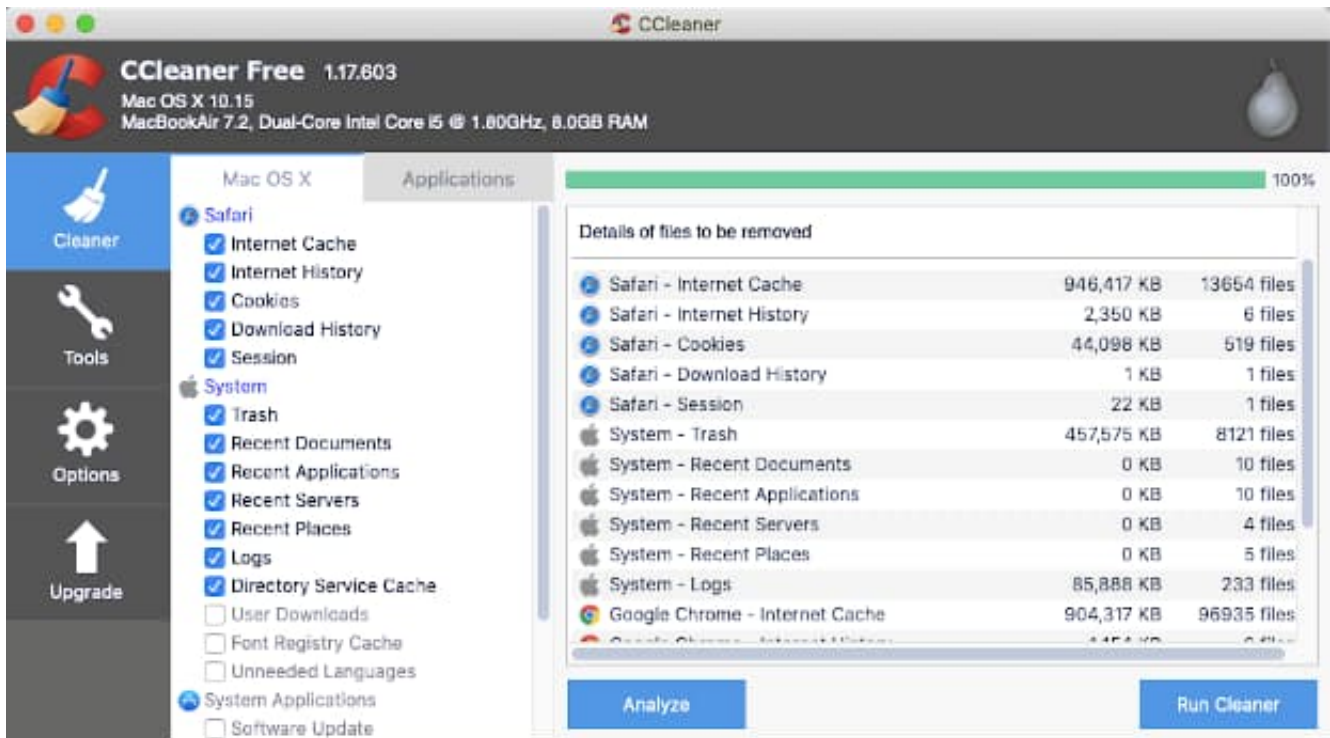 CCleaner
CCleaner Free 1.17.603
Mac OS X 10.15
MacBookAir 7.2, Dual-Core Intel Core i5 @ 1.80GHz, 8.0GB RAM
Cleaner
Tools
Options
Upgrade
Mac OS X Applications
Safari
Internet Cache
Internet History
Cookies
Download History
Session
System
Trash
Recent Documents
Recent Applications
Recent Servers
Recent Places
Logs
Directory Service Cache
User Downloads
Font Registry Cache
Unneeded Languages
System Applications
Software Update
100%
Details of files to be removed
Safari - Internet Cache 946,417 KB 13654 files
Safari - Internet History 2,350 KB 6 files
Safari - Cookies 44,098 KB 519 files
Safari - Download History 1 KB 1 files
Safari - Session 22 KB 1 files
System - Trash 457,575 KB 8121 files
System - Recent Documents 0 KB 10 files
System - Recent Applications 0 KB 10 files
System - Recent Servers 0 KB 4 files
System - Recent Places 0 KB 5 files
System - Logs 85,888 KB 233 files
Google Chrome - Internet Cache 904,317 KB 96935 files
Analyze
Run Cleaner